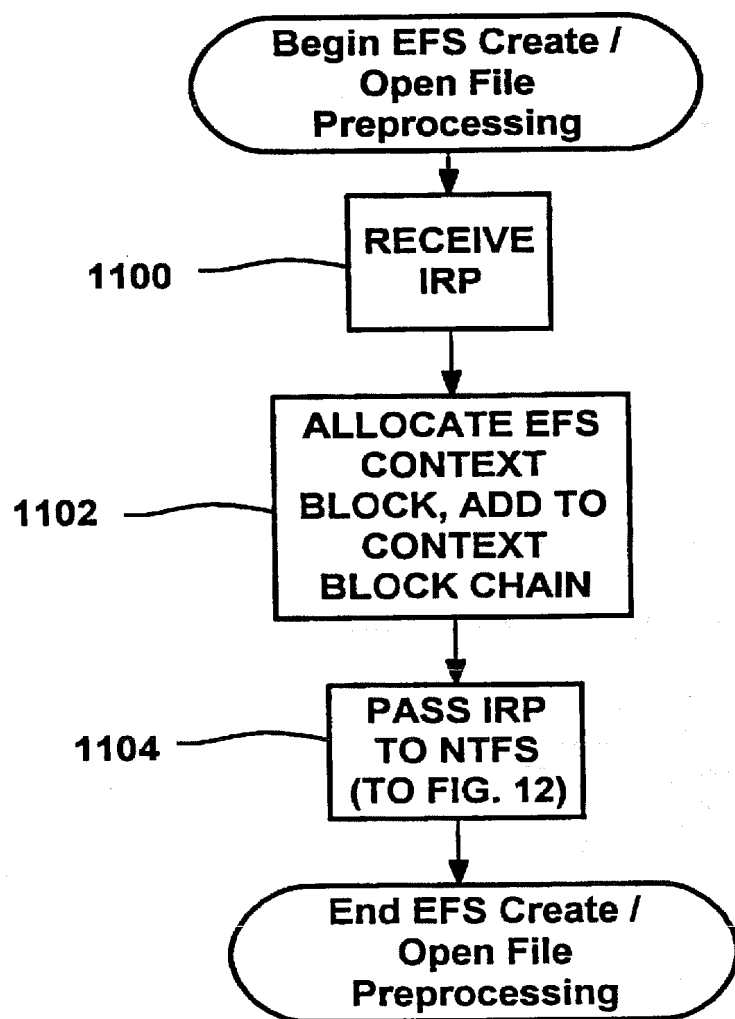 Begin EFS Create /
Open File
Preprocessing
1100
RECEIVE
IRP
1102
ALLOCATE EFS
CONTEXT
BLOCK, ADD TO
CONTEXT
BLOCK CHAIN
1104
PASS IRP
TO NTFS
(TO FIG. 12)
End EFS Create /
Open File
Preprocessing